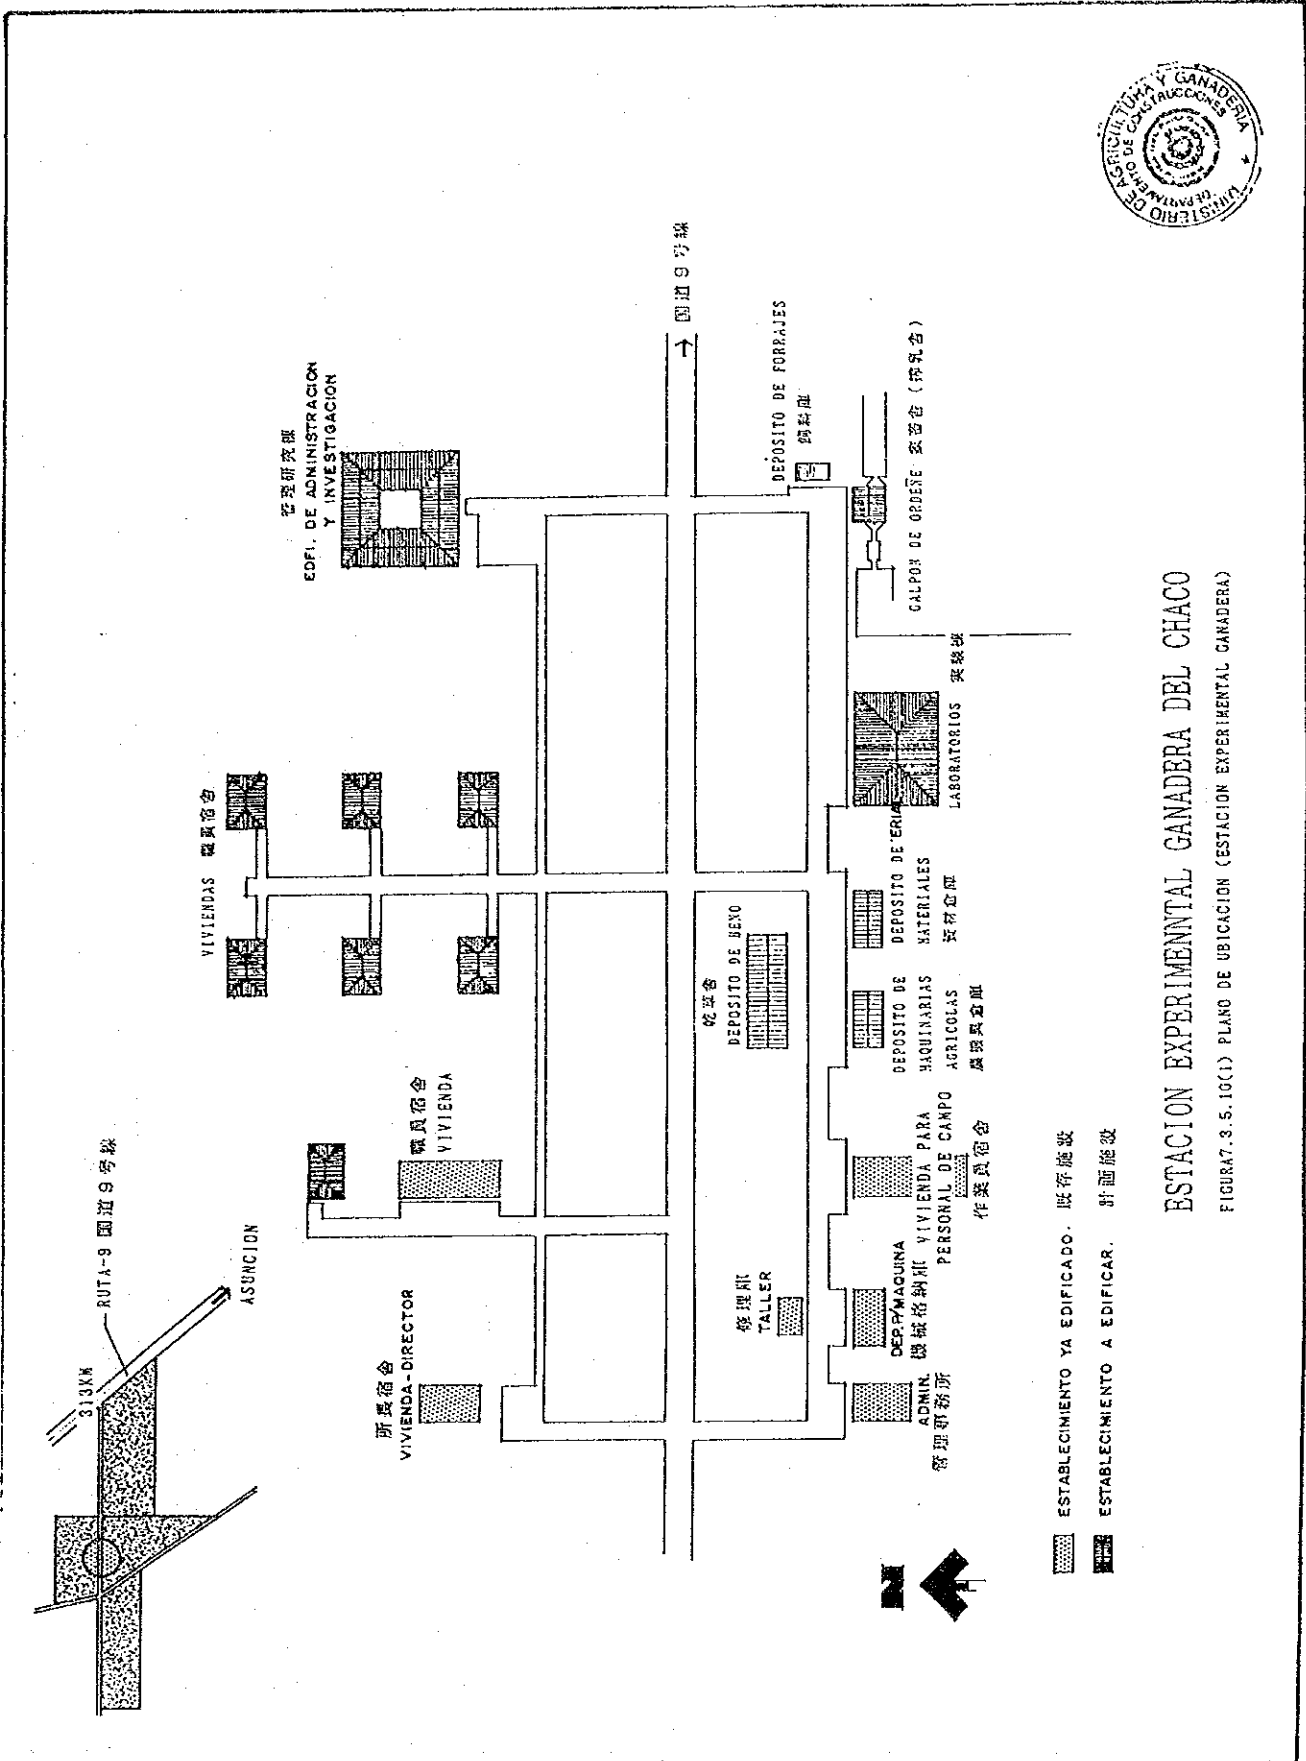 313KM
RUTA-9 国道9号線
ASUNCION
VIVIENDAS 職員宿舎
管理研究棟
EDFI. DE ADMINISTRACION
Y INVESTIGACION
所長宿舎
VIVIENDA-DIRECTOR
職員宿舎
VIVIENDA
国道9号線
乾草舎
DEPOSITO DE HENO
修理所
TALLER
DEPOSITO DE FORRAJES
飼料庫
ADMIN.
管理事務所
DEP.P/MAQUINA
機械格納所
VIVIENDA PARA
PERSONAL DE CAMPO
作業員宿舎
DEPOSITO DE
MAQUINARIAS
AGRICOLAS
農機具倉庫
DEPOSITO DE
MATERIALES
資材倉庫
LABORATORIOS 実験棟
GALPON DE ORDEÑE 家畜舎(搾乳舎)
N
ESTABLECIMIENTO YA EDIFICADO. 既存施設
ESTABLECIMIENTO A EDIFICAR. 計画施設
ESTACION EXPERIMENNTAL GANADERA DEL CHACO
FIGURA7.3.5.10(1) PLANO DE UBICACION (ESTACION EXPERIMENTAL GANADERA)
MINISTERIO DE AGRICULTURA Y GANADERIA
DEPARTAMENTO DE CONSTRUCCIONES